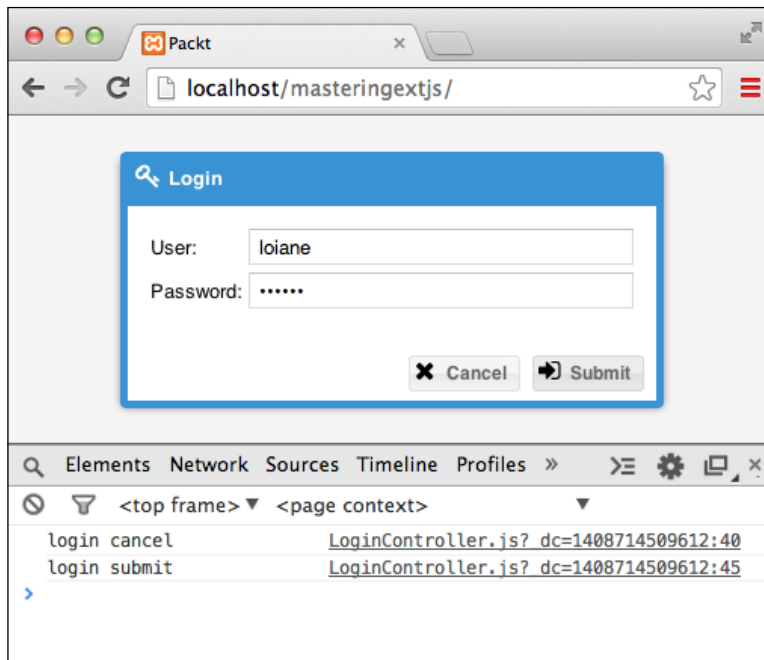 Packt
localhost/masteringextjs/
Login
User: loiane
Password: ••••••
Cancel Submit
Elements Network Sources Timeline Profiles »
<top frame> <page context>
login cancel LoginController.js?_dc=1408714509612:40
login submit LoginController.js?_dc=1408714509612:45
>